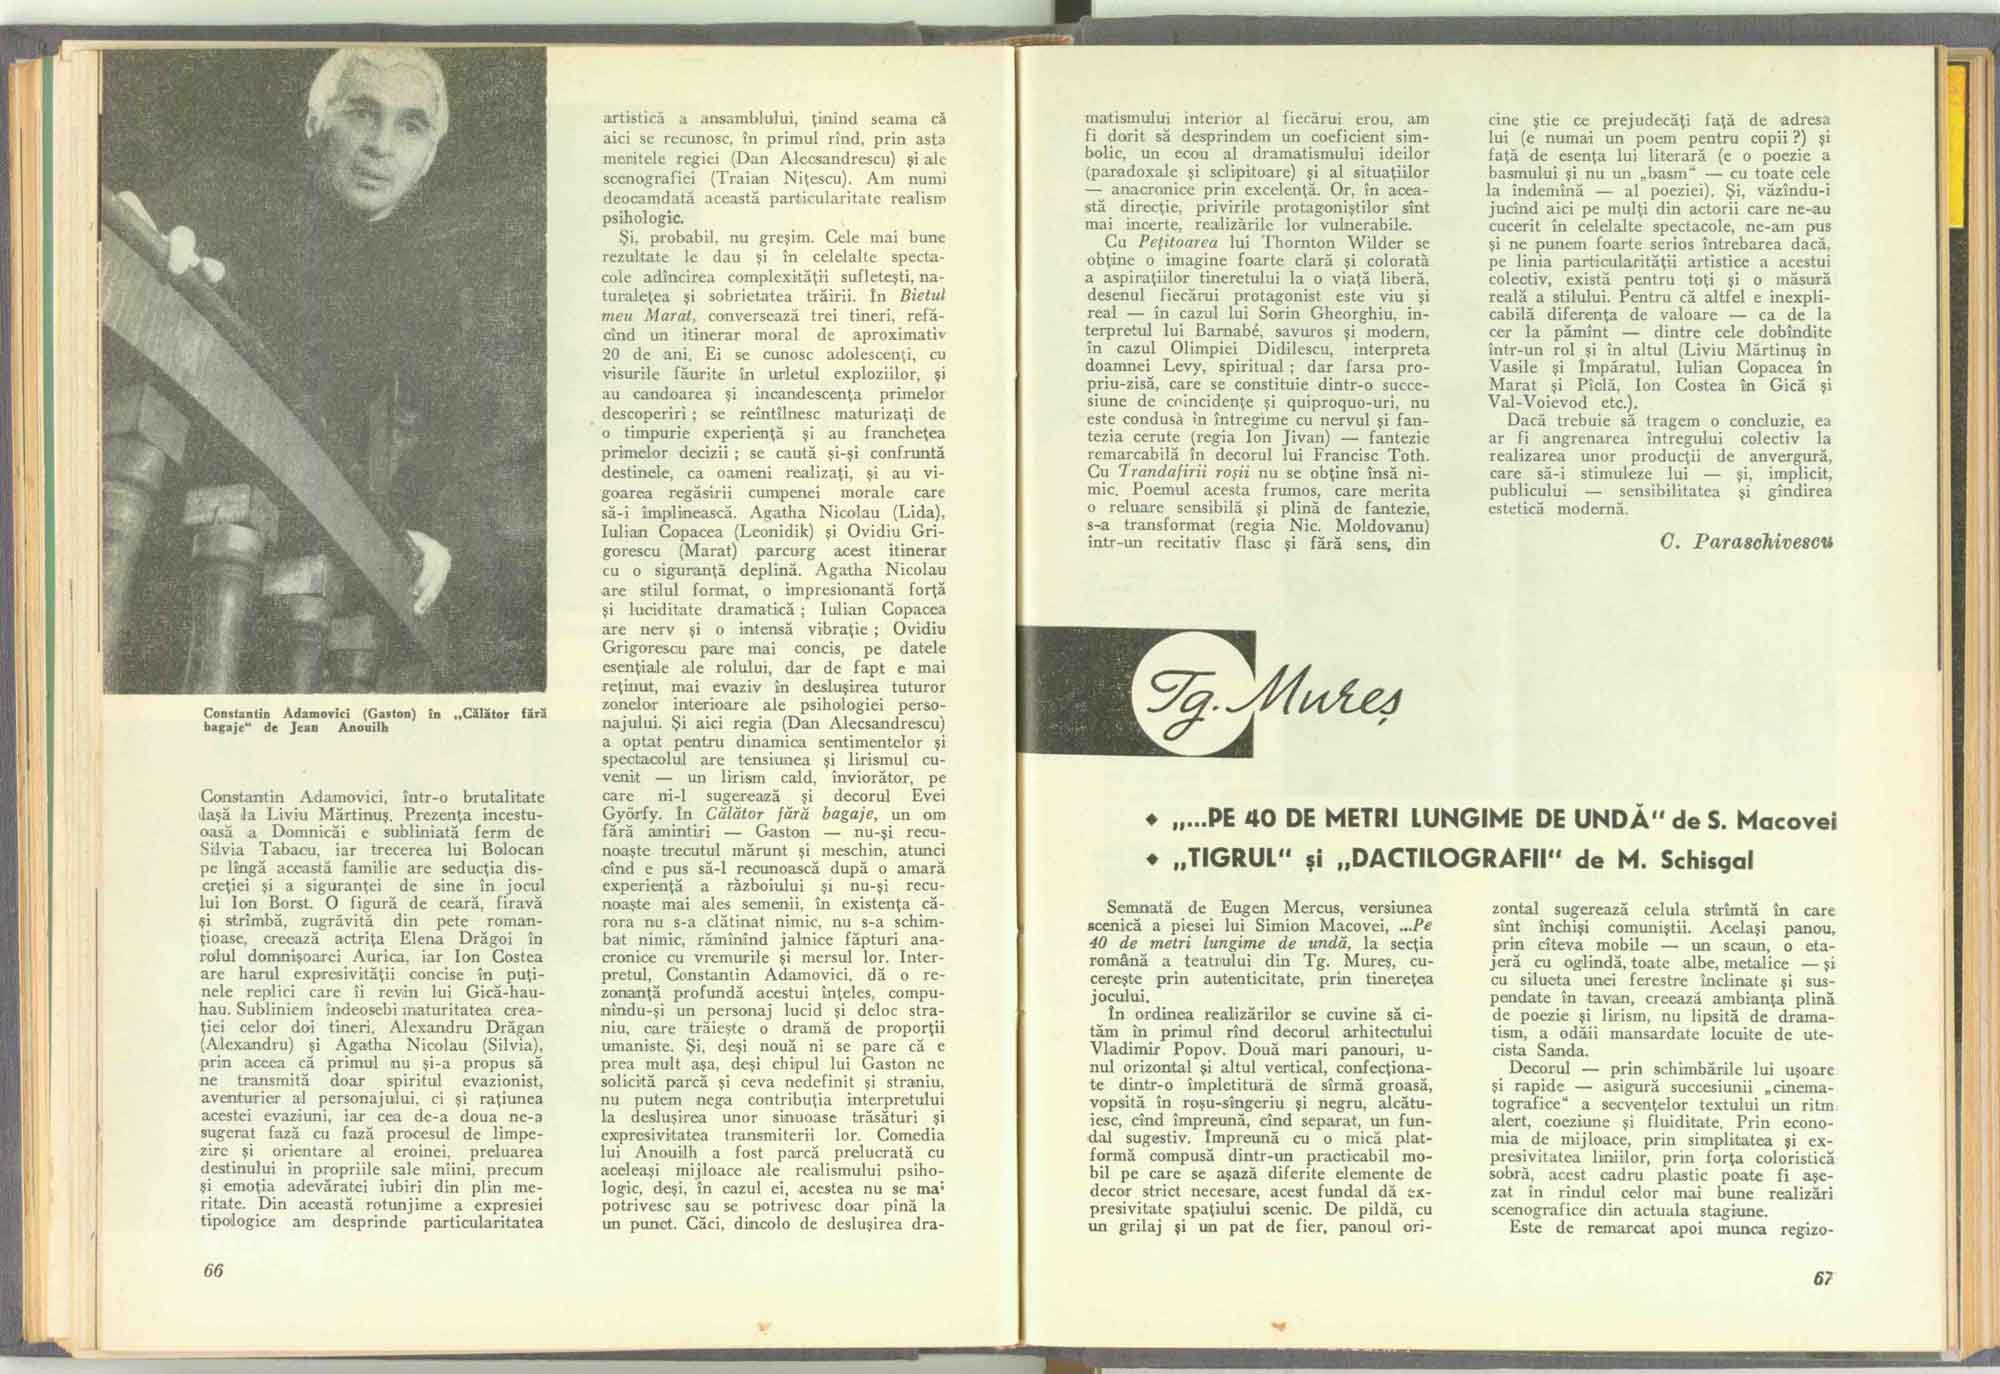 Constantin Adamovici (Gaston) în „Călător fără
bagaje“ de Jean Anouilh
Constantin Adamovici, într-o brutalitate
lașă la Liviu Mărtinuș. Prezența incestu-
oasă a Domnicăi e subliniată ferm de
Silvia Tabacu, iar trecerea lui Bolocan
pe lîngă această familie are seducția dis-
creției și a siguranței de sine în jocul
lui Ion Borst. O figură de ceară, firavă
și strîmbă, zugrăvită din pete roman-
țioase, creează actrița Elena Drăgoi în
rolul domnișoarei Aurica, iar Ion Costea
are harul expresivității concise în puți-
nele replici care îi revin lui Gică-hau-
hau. Subliniem îndeosebi maturitatea crea-
ției celor doi tineri, Alexandru Drăgan
(Alexandru) și Agatha Nicolau (Silvia),
prin aceea că primul nu și-a propus să
ne transmită doar spiritul evazionist,
aventurier al personajului, ci și rațiunea
acestei evaziuni, iar cea de-a doua ne-a
sugerat fază cu fază procesul de limpe-
zire și orientare al eroinei, preluarea
destinului în propriile sale mîini, precum
și emoția adevăratei iubiri din plin me-
ritate. Din această rotunjime a expresiei
tipologice am desprinde particularitatea
66
artistică a ansamblului, ținînd seama că
aici se recunosc, în primul rînd, prin asta
meritele regiei (Dan Alecsandrescu) și ale
scenografiei (Traian Nițescu). Am numi
deocamdată această particularitate realism
psihologic.
Și, probabil, nu greșim. Cele mai bune
rezultate le dau și în celelalte specta-
cole adîncirea complexității sufletești, na-
turalețea și sobrietatea trăirii. În Bietul
meu Marat, conversează trei tineri, refă-
cînd un itinerar moral de aproximativ
20 de ani. Ei se cunosc adolescenți, cu
visurile făurite în urletul exploziilor, și
au candoarea și incandescența primelor
descoperiri ; se reîntîlnesc maturizați de
o timpurie experiență și au franchețea
primelor decizii ; se caută și-și confruntă
destinele, ca oameni realizați, și au vi-
goarea regăsirii cumpenei morale care
să-i împlinească. Agatha Nicolau (Lida),
Iulian Copacea (Leonidik) și Ovidiu Gri-
gorescu (Marat) parcurg acest itinerar
cu o siguranță deplină. Agatha Nicolau
are stilul format, o impresionantă forță
și luciditate dramatică ; Iulian Copacea
are nerv și o intensă vibrație ; Ovidiu
Grigorescu pare mai concis, pe datele
esențiale ale rolului, dar de fapt e mai
reținut, mai evaziv în deslușirea tuturor
zonelor interioare ale psihologiei perso-
najului. Și aici regia (Dan Alecsandrescu)
a optat pentru dinamica sentimentelor și
spectacolul are tensiunea și lirismul cu-
venit — un lirism cald, înviorător, pe
care ni-l sugerează și decorul Evei
Györfy. În Călător fără bagaje, un om
fără amintiri — Gaston — nu-și recu-
noaște trecutul mărunt și meschin, atunci
cînd e pus să-l recunoască după o amară
experiență a războiului și nu-și recu-
noaște mai ales semenii, în existența că-
rora nu s-a clătinat nimic, nu s-a schim-
bat nimic, rămînînd jalnice făpturi ana-
cronice cu vremurile și mersul lor. Inter-
pretul, Constantin Adamovici, dă o re-
zonanță profundă acestui înțeles, compu-
nîndu-și un personaj lucid și deloc stra-
niu, care trăiește o dramă de proporții
umaniste. Și, deși nouă ni se pare că e
prea mult așa, deși chipul lui Gaston ne
solicită parcă și ceva nedefinit și straniu,
nu putem nega contribuția interpretului
la deslușirea unor sinuoase trăsături și
expresivitatea transmiterii lor. Comedia
lui Anouilh a fost parcă prelucrată cu
aceleași mijloace ale realismului psiho-
logic, deși, în cazul ei, acestea nu se mai
potrivesc sau se potrivesc doar pînă la
un punct. Căci, dincolo de deslușirea dra-
matismului interior al fiecărui erou, am
fi dorit să desprindem un coeficient sim-
bolic, un ecou al dramatismului ideilor
(paradoxale și sclipitoare) și al situațiilor
— anacronice prin excelență. Or, în acea-
stă direcție, privirile protagoniștilor sînt
mai incerte, realizările lor vulnerabile.
Cu Pețitoarea lui Thornton Wilder se
obține o imagine foarte clară și colorată
a aspirațiilor tineretului la o viață liberă,
desenul fiecărui protagonist este viu și
real — în cazul lui Sorin Gheorghiu, in-
terpretul lui Barnabé, savuros și modern,
în cazul Olimpiei Didilescu, interpreta
doamnei Levy, spiritual ; dar farsa pro-
priu-zisă, care se constituie dintr-o succe-
siune de coincidențe și quiproquo-uri, nu
este condusă în întregime cu nervul și fan-
tezia cerute (regia Ion Jivan) — fantezie
remarcabilă în decorul lui Francisc Toth.
Cu Trandafirii roșii nu se obține însă ni-
mic. Poemul acesta frumos, care merita
o reluare sensibilă și plină de fantezie,
s-a transformat (regia Nic. Moldovanu)
într-un recitativ flasc și fără sens, din
cine știe ce prejudecăți față de adresa
lui (e numai un poem pentru copii ?) și
față de esența lui literară (e o poezie a
basmului și nu un „basm“ — cu toate cele
la îndemînă — al poeziei). Și, văzîndu-i
jucînd aici pe mulți din actorii care ne-au
cucerit în celelalte spectacole, ne-am pus
și ne punem foarte serios întrebarea dacă,
pe linia particularității artistice a acestui
colectiv, există pentru toți și o măsură
reală a stilului. Pentru că altfel e inexpli-
cabilă diferența de valoare — ca de la
cer la pămînt — dintre cele dobîndite
într-un rol și în altul (Liviu Mărtinuș în
Vasile și Împăratul, Iulian Copacea în
Marat și Pîclă, Ion Costea în Gică și
Val-Voievod etc.).
Dacă trebuie să tragem o concluzie, ea
ar fi angrenarea întregului colectiv la
realizarea unor producții de anvergură,
care să-i stimuleze lui — și, implicit,
publicului — sensibilitatea și gîndirea
estetică modernă.
C. Paraschivescu
Tg. Mureș
♦ „...PE 40 DE METRI LUNGIME DE UNDĂ“ de S. Macovei
♦ „TIGRUL“ și „DACTILOGRAFII“ de M. Schisgal
Semnată de Eugen Mercus, versiunea
scenică a piesei lui Simion Macovei, ...Pe
40 de metri lungime de undă, la secția
română a teatrului din Tg. Mureș, cu-
cerește prin autenticitate, prin tinerețea
jocului.
În ordinea realizărilor se cuvine să ci-
tăm în primul rînd decorul arhitectului
Vladimir Popov. Două mari panouri, u-
nul orizontal și altul vertical, confecționa-
te dintr-o împletitură de sîrmă groasă,
vopsită în roșu-sîngeriu și negru, alcătu-
iesc, cînd împreună, cînd separat, un fun-
dal sugestiv. Împreună cu o mică plat-
formă compusă dintr-un practicabil mo-
bil pe care se așază diferite elemente de
decor strict necesare, acest fundal dă ex-
presivitate spațiului scenic. De pildă, cu
un grilaj și un pat de fier, panoul ori-
zontal sugerează celula strîmtă în care
sînt închiși comuniștii. Același panou,
prin cîteva mobile — un scaun, o eta-
jeră cu oglindă, toate albe, metalice — și
cu silueta unei ferestre înclinate și sus-
pendate în tavan, creează ambianța plină
de poezie și lirism, nu lipsită de drama-
tism, a odăii mansardate locuite de ute-
cista Sanda.
Decorul — prin schimbările lui ușoare
și rapide — asigură succesiunii „cinema-
tografice“ a secvențelor textului un ritm
alert, coeziune și fluiditate. Prin econo-
mia de mijloace, prin simplitatea și ex-
presivitatea liniilor, prin forța coloristică
sobră, acest cadru plastic poate fi așe-
zat în rîndul celor mai bune realizări
scenografice din actuala stagiune.
Este de remarcat apoi munca regizo-
67